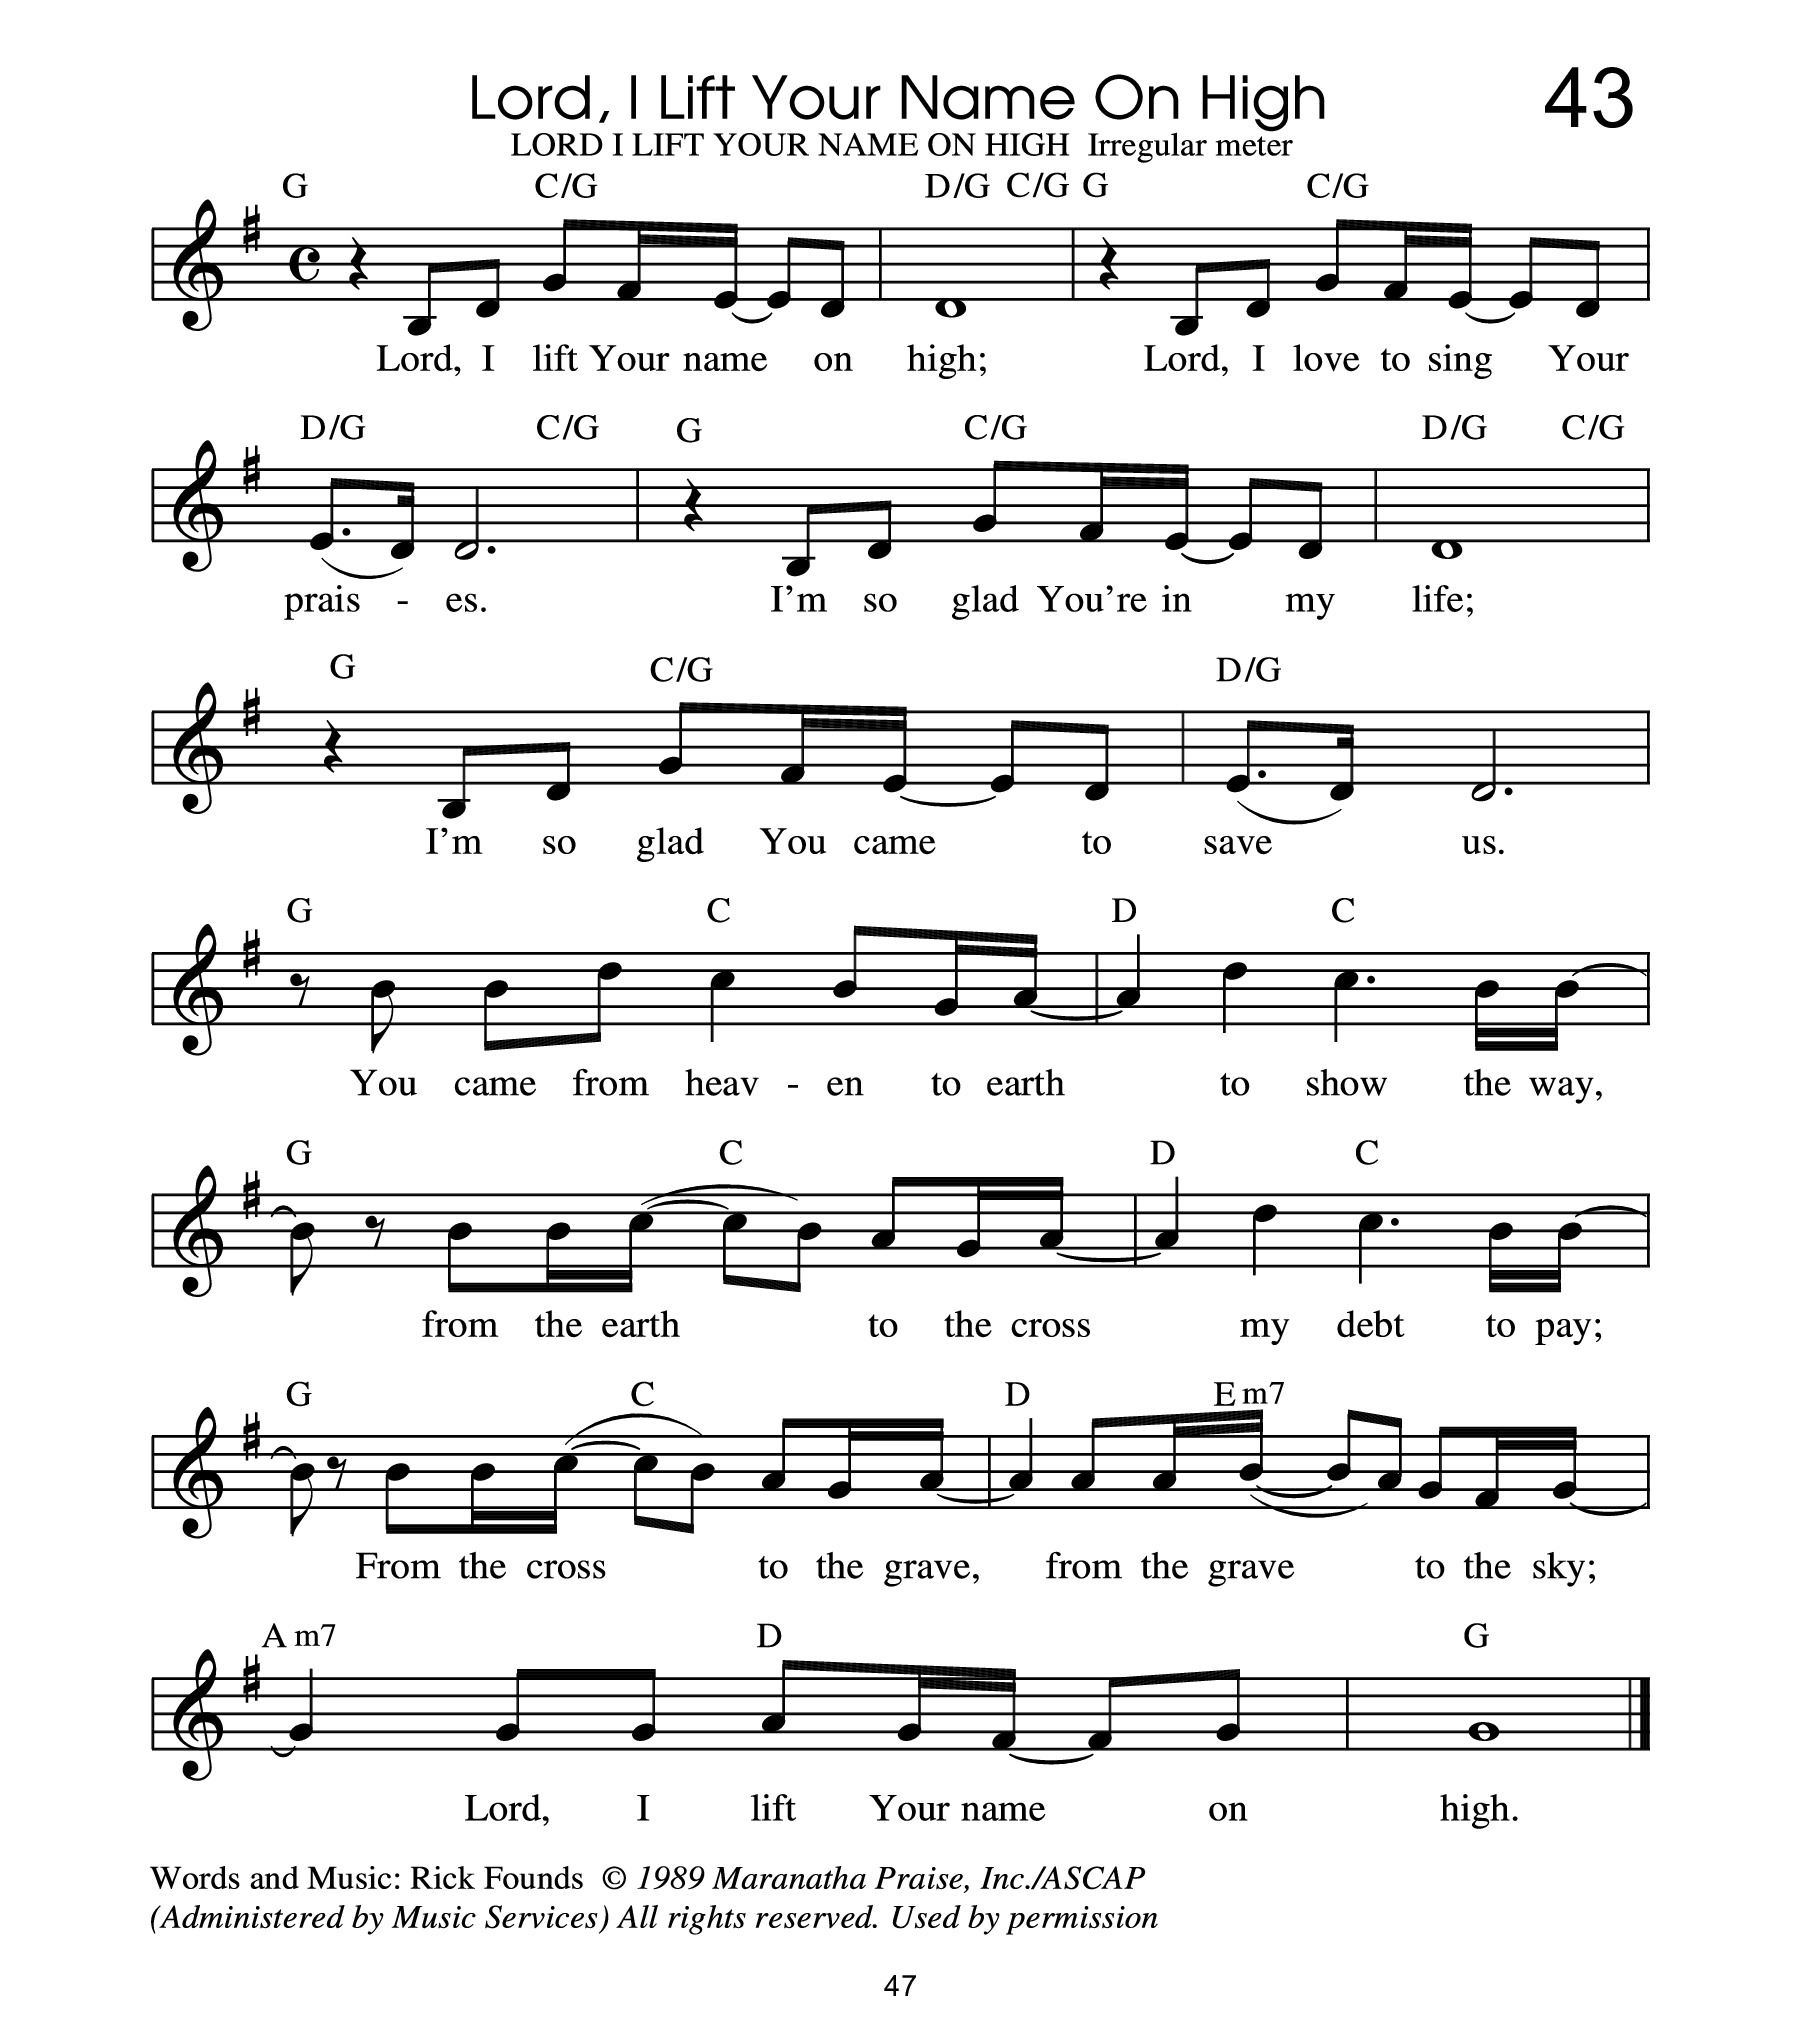 Lord, I Lift Your Name On High 43
LORD I LIFT YOUR NAME ON HIGH Irregular meter
G C/G D/G C/G G C/G
Lord, I lift Your name on high; Lord, I love to sing Your
D/G C/G G C/G D/G C/G
prais - es. I'm so glad You're in my life;
G C/G D/G
I'm so glad You came to save us.
G C D C
You came from heav - en to earth to show the way,
G C D C
from the earth to the cross my debt to pay;
G C D Em7
From the cross to the grave, from the grave to the sky;
Am7 D G
Lord, I lift Your name on high.
Words and Music: Rick Founds © 1989 Maranatha Praise, Inc./ASCAP
(Administered by Music Services) All rights reserved. Used by permission
47